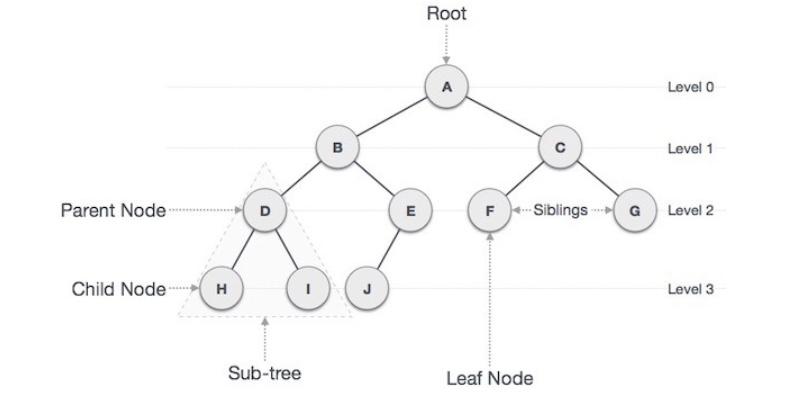 Root
A
Level 0
B
C
Level 1
Parent Node
D
E
F
Siblings
G
Level 2
Child Node
H
I
J
Level 3
Sub-tree
Leaf Node